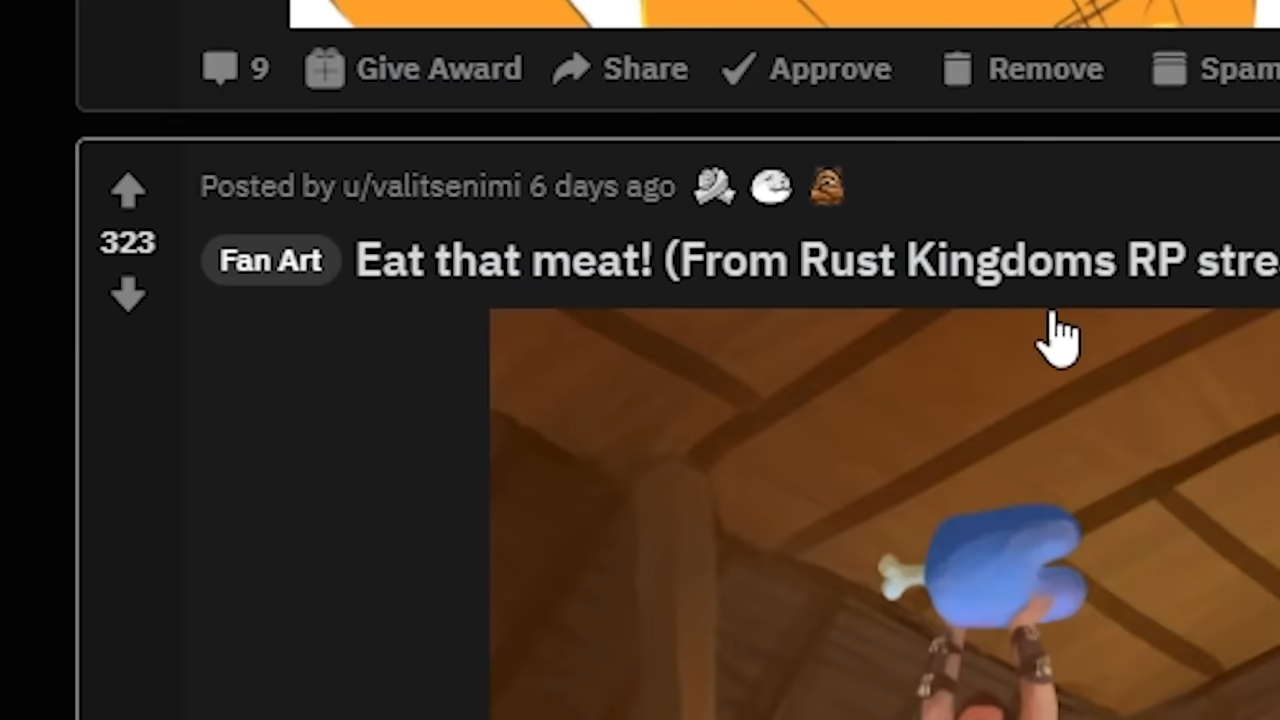 9 Give Award Share Approve Remove Spam
Posted by u/valitsenimi 6 days ago
323
Fan Art Eat that meat! (From Rust Kingdoms RP stre